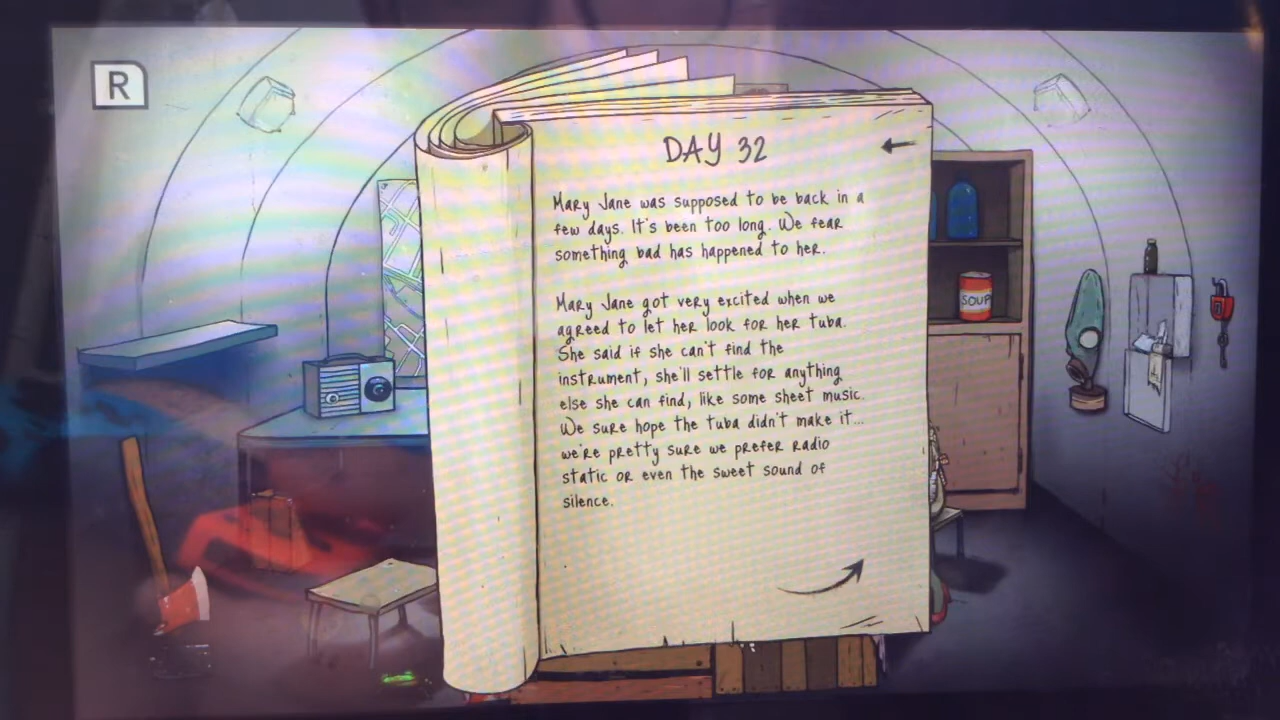 R
DAY 32
Mary Jane was supposed to be back in a
few days. It's been too long. We fear
something bad has happened to her.
Mary Jane got very excited when we
agreed to let her look for her tuba.
She said if she can't find the
instrument, she'll settle for anything
else she can find, like some sheet music.
We sure hope the tuba didn't make it...
we're pretty sure we prefer radio
static or even the sweet sound of
silence.
SOUP